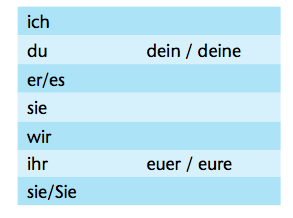 ich
du dein / deine
er/es
sie
wir
ihr euer / eure
sie/Sie